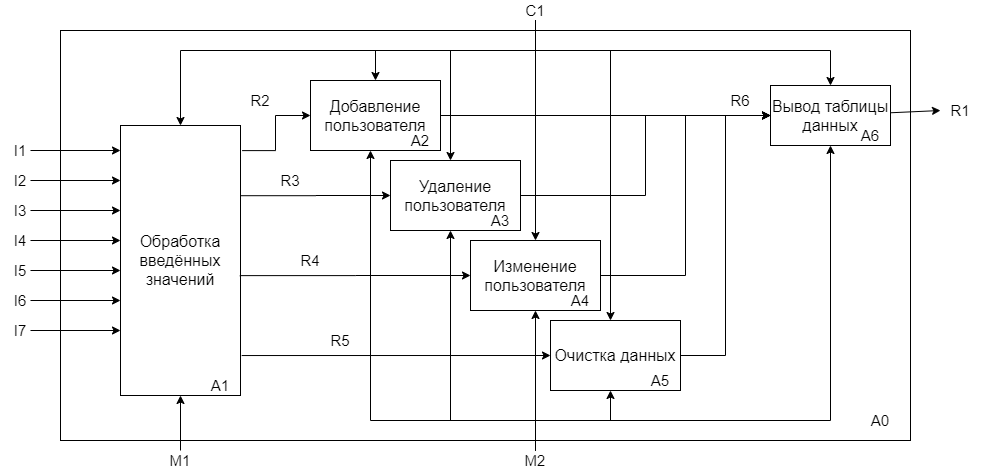 C1
R2
Добавление
пользователя
A2
R6
Вывод таблицы
данных
A6
R1
I1
I2
I3
I4
I5
I6
I7
Обработка
введённых
значений
A1
R3
Удаление
пользователя
A3
R4
Изменение
пользователя
A4
R5
Очистка данных
A5
A0
M1
M2